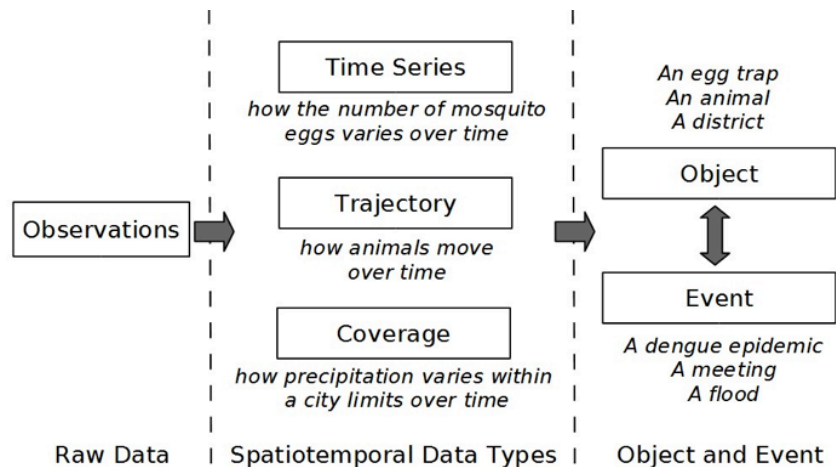 Observations
Raw Data
Time Series
how the number of mosquito
eggs varies over time
Trajectory
how animals move
over time
Coverage
how precipitation varies within
a city limits over time
Spatiotemporal Data Types
An egg trap
An animal
A district
Object
Event
A dengue epidemic
A meeting
A flood
Object and Event